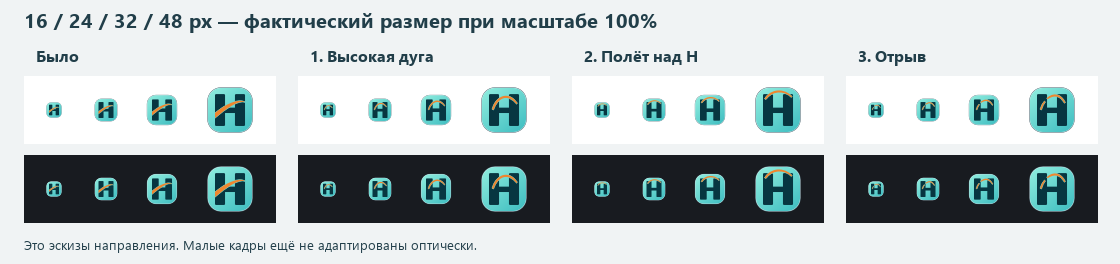 16 / 24 / 32 / 48 px — фактический размер при масштабе 100%
Было
1. Высокая дуга
2. Полёт над H
3. Отрыв
H H H H
H H H H
H H H H
H H H H
H H H H
H H H H
H H H H
H H H H
Это эскизы направления. Малые кадры ещё не адаптированы оптически.